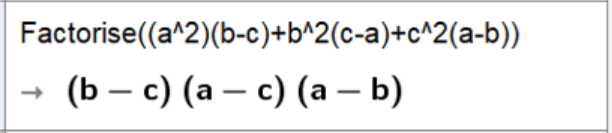 Factorise((a^2)(b-c)+b^2(c-a)+c^2(a-b))
→ (b − c) (a − c) (a − b)